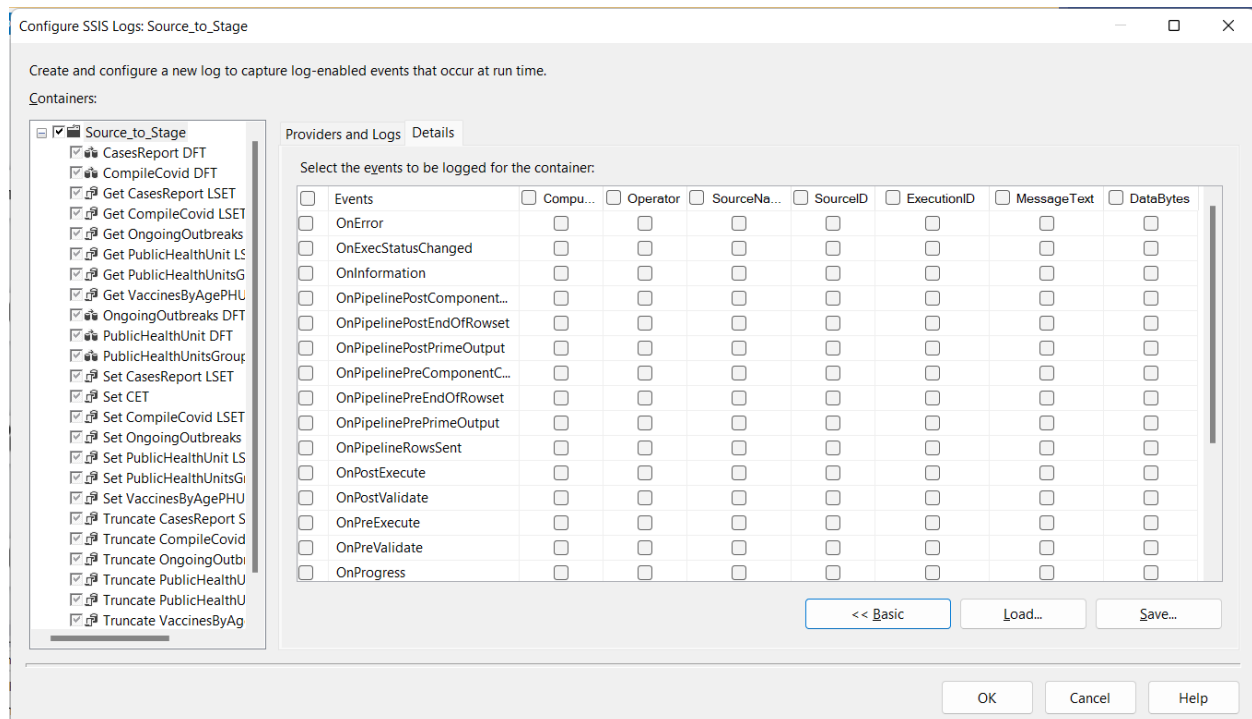 Configure SSIS Logs: Source_to_Stage
Create and configure a new log to capture log-enabled events that occur at run time.
Containers:
Source_to_Stage
CasesReport DFT
CompileCovid DFT
Get CasesReport LSET
Get CompileCovid LSET
Get OngoingOutbreaks
Get PublicHealthUnit LS
Get PublicHealthUnitsG
Get VaccinesByAgePHU
OngoingOutbreaks DFT
PublicHealthUnit DFT
PublicHealthUnitsGroup
Set CasesReport LSET
Set CET
Set CompileCovid LSET
Set OngoingOutbreaks
Set PublicHealthUnit LS
Set PublicHealthUnitsG
Set VaccinesByAgePHU
Truncate CasesReport S
Truncate CompileCovid
Truncate OngoingOutb
Truncate PublicHealthU
Truncate PublicHealthU
Truncate VaccinesByAg
Providers and Logs Details
Select the events to be logged for the container:
Events Compu... Operator SourceNa... SourceID ExecutionID MessageText DataBytes
OnError
OnExecStatusChanged
OnInformation
OnPipelinePostComponent...
OnPipelinePostEndOfRowset
OnPipelinePostPrimeOutput
OnPipelinePreComponentC...
OnPipelinePreEndOfRowset
OnPipelinePrePrimeOutput
OnPipelineRowsSent
OnPostExecute
OnPostValidate
OnPreExecute
OnPreValidate
OnProgress
<< Basic Load... Save...
OK Cancel Help